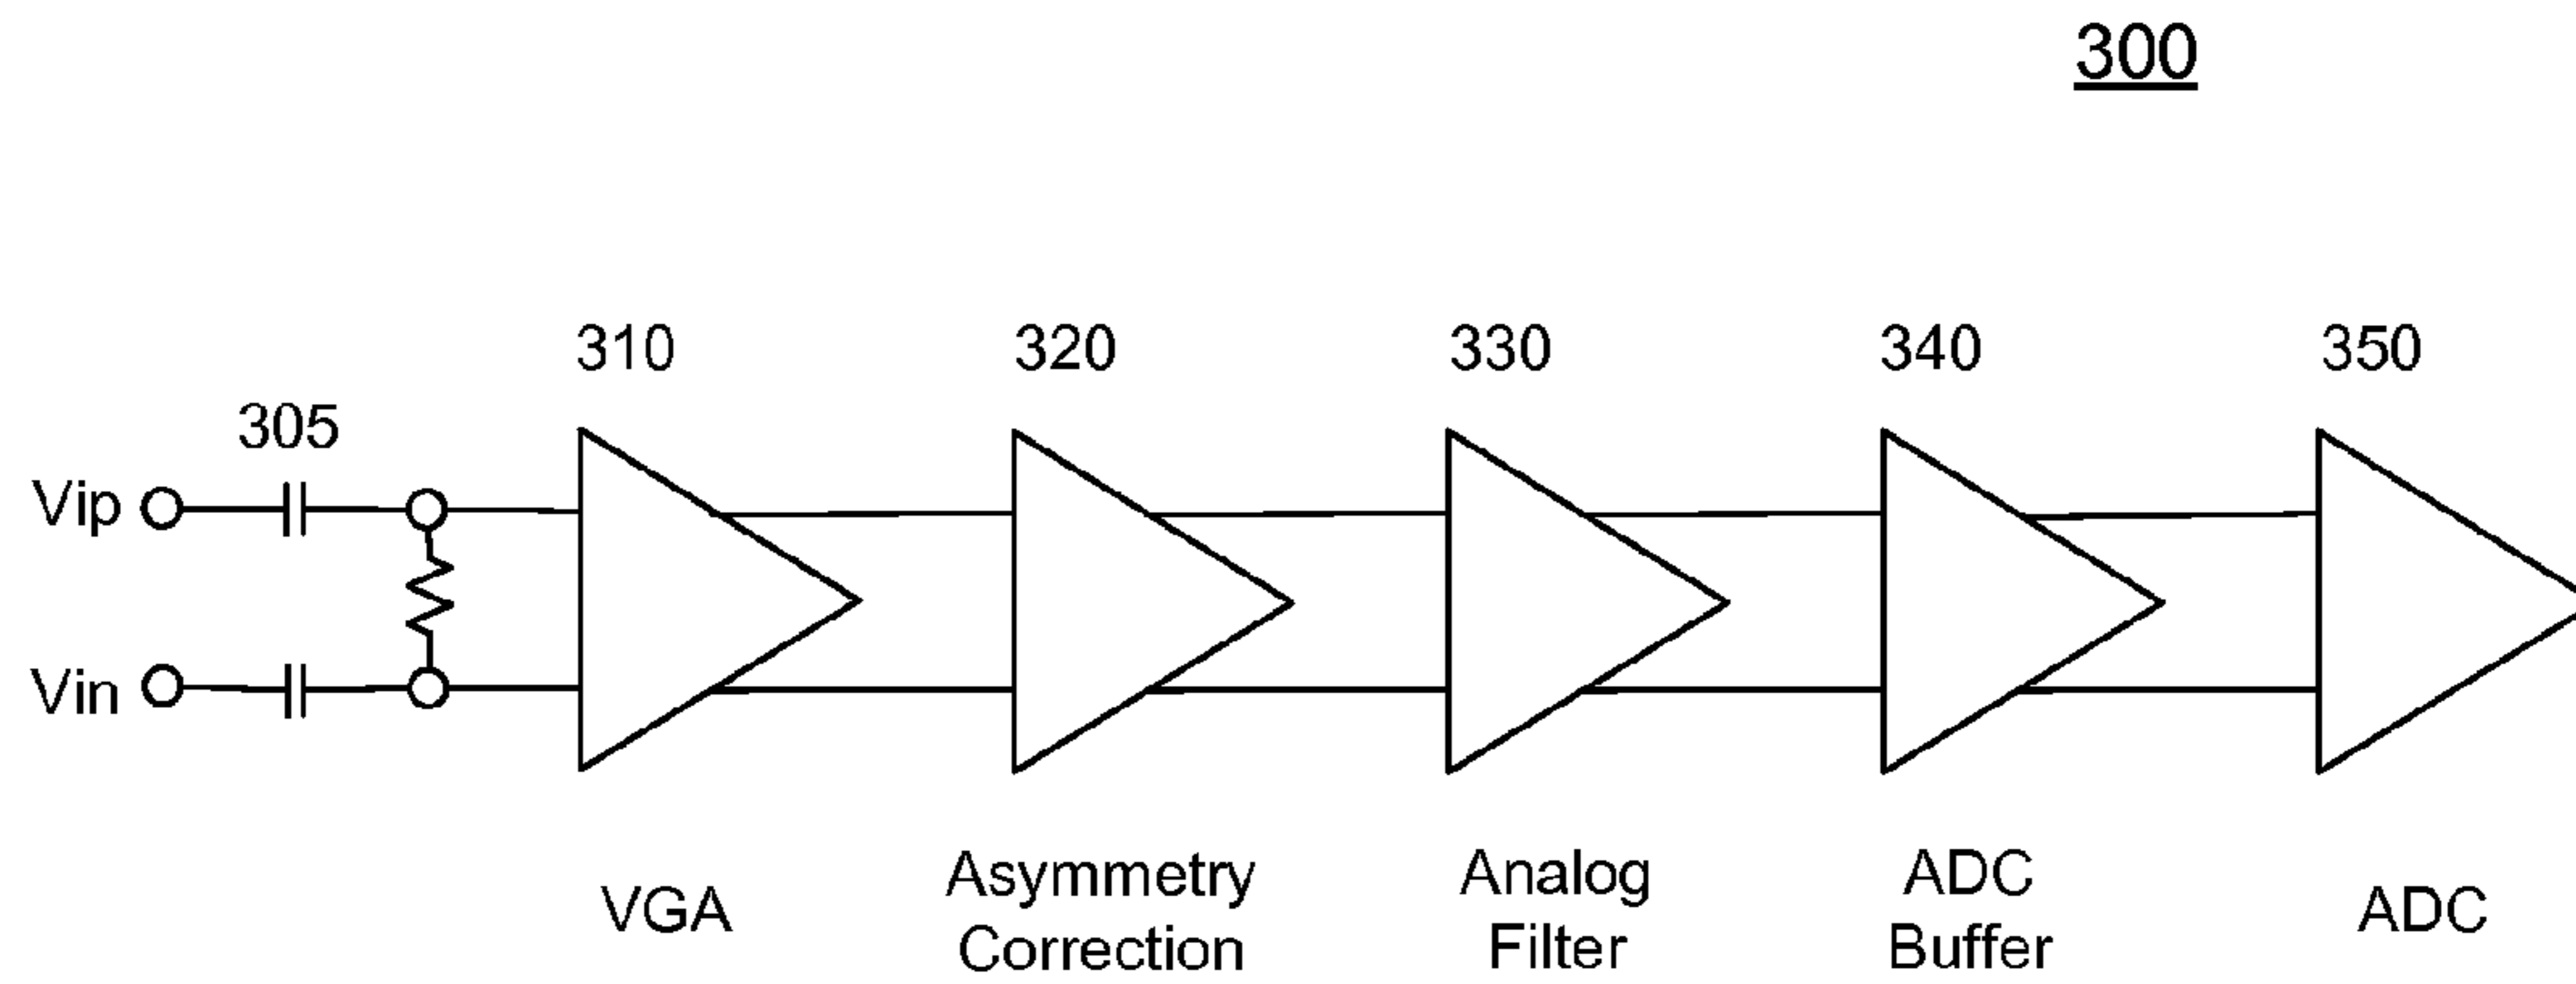 300
310
320
330
340
350
305
Vip
Vin
VGA
Asymmetry
Correction
Analog
Filter
ADC
Buffer
ADC